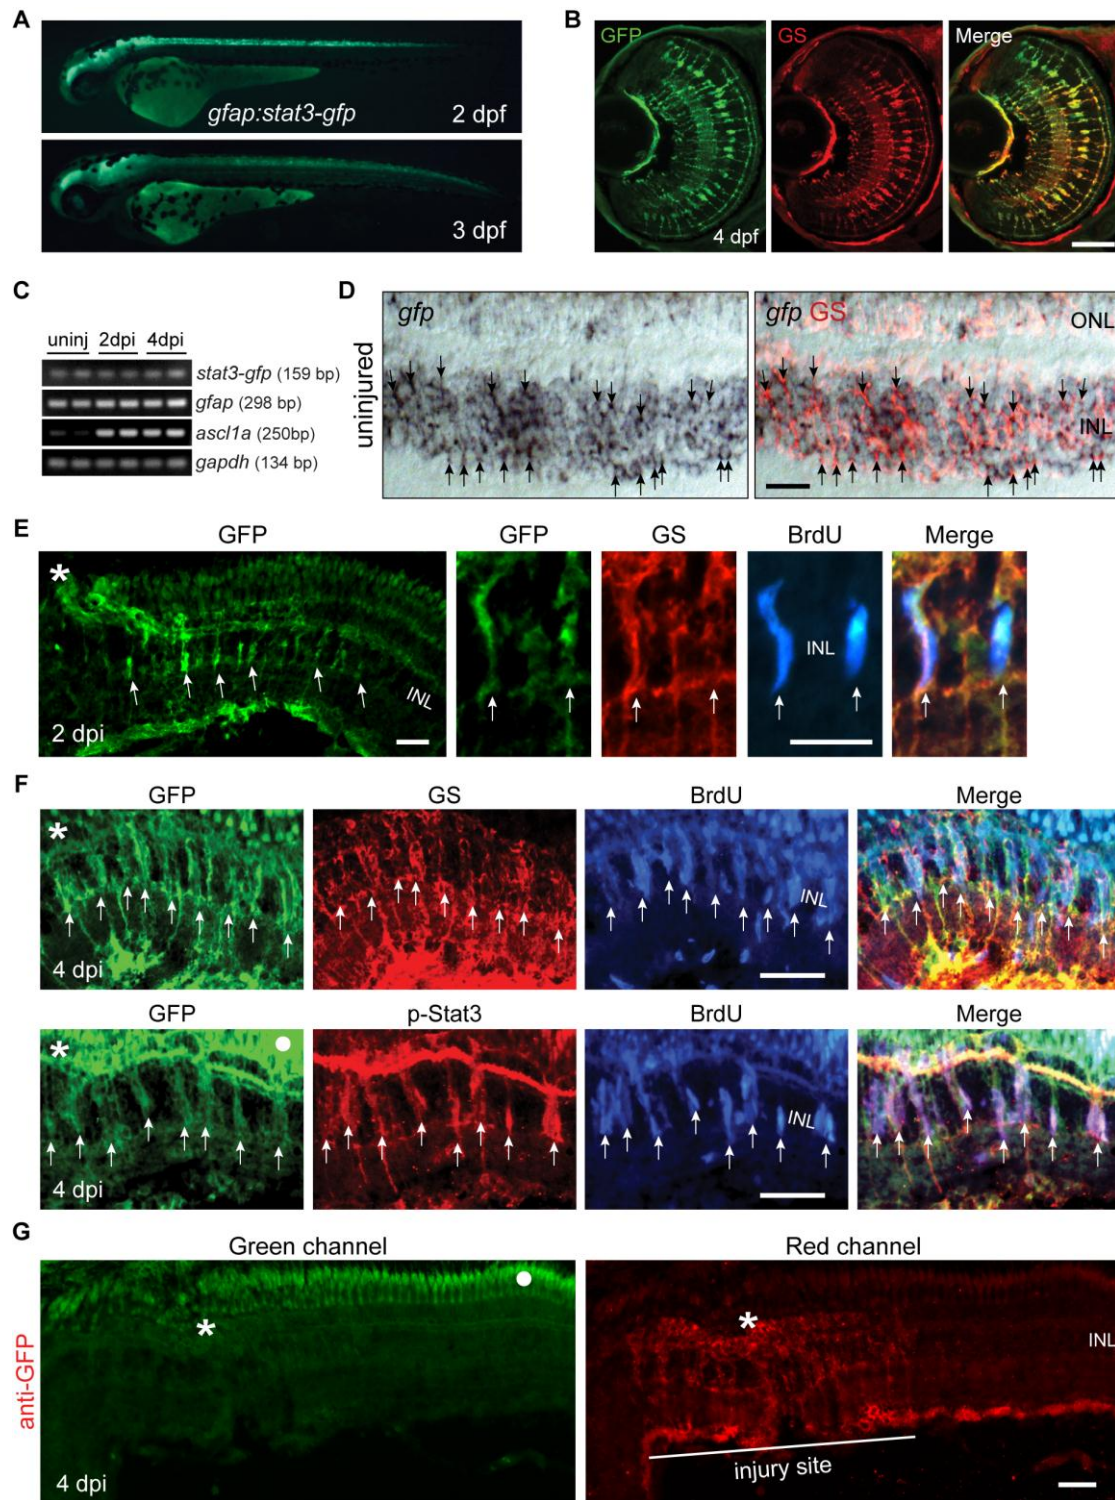 A
gfap:stat3-gfp
2 dpf
3 dpf
B
GFP
GS
Merge
4 dpf
C
uninj 2dpi 4dpi
stat3-gfp (159 bp)
gfap (298 bp)
ascl1a (250bp)
gapdh (134 bp)
D
uninjured
gfp
gfp GS
ONL
INL
E
GFP
GFP
GS
BrdU
Merge
*
INL
2 dpi
INL
F
GFP
GS
BrdU
Merge
*
INL
4 dpi
GFP
p-Stat3
BrdU
Merge
*
INL
4 dpi
G
Green channel
Red channel
anti-GFP
*
*
INL
4 dpi
injury site